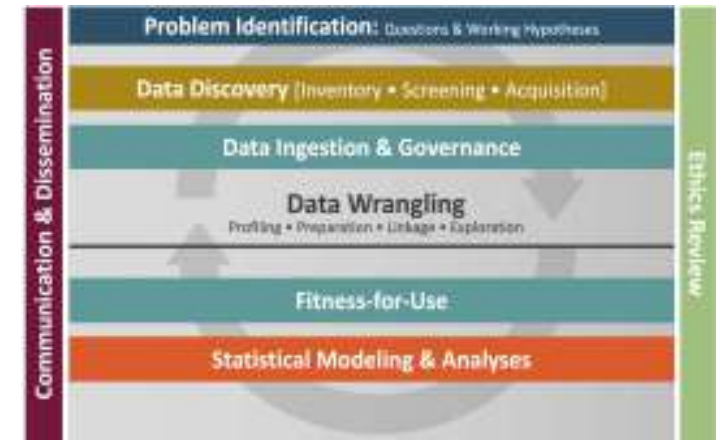 Communication & Dissemination
Problem Identification: Questions & Working Hypotheses
Data Discovery (Inventory • Screening • Acquisition)
Data Ingestion & Governance
Data Wrangling
Profiling • Preparation • Linkage • Exploration
Fitness-for-Use
Statistical Modeling & Analyses
Ethics Review